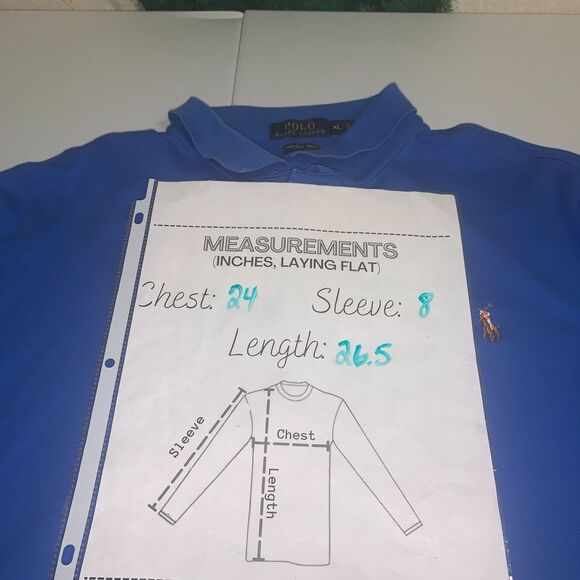 POLO
RALPH LAUREN
XL
MEASUREMENTS
(INCHES, LAYING FLAT)
Chest: 24 Sleeve: 8
Length: 26.5
Sleeve
Chest
Length